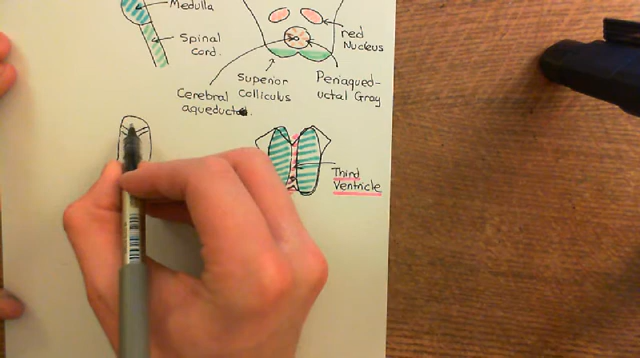 Medulla
Spinal
Cord.
red
Nucleus
Superior
Colliculus
Periaqued-
uctal Gray
Cerebral
aqueduct.
Third
Ventricle